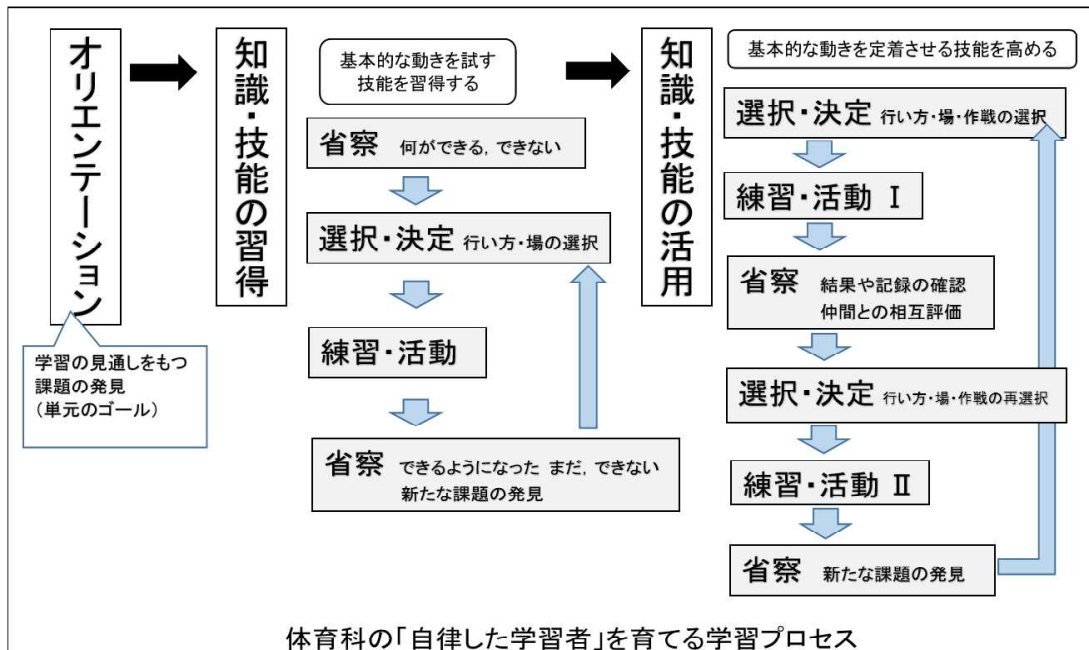 オリエンテーション
学習の見通しをもつ
課題の発見
(単元のゴール)
知識・技能の習得
基本的な動きを試す
技能を習得する
省察 何ができる,できない
選択・決定 行い方・場の選択
練習・活動
省察 できるようになった まだ,できない
新たな課題の発見
知識・技能の活用
基本的な動きを定着させる技能を高める
選択・決定 行い方・場・作戦の選択
練習・活動 Ⅰ
省察 結果や記録の確認
仲間との相互評価
選択・決定 行い方・場・作戦の再選択
練習・活動 Ⅱ
省察 新たな課題の発見
体育科の「自律した学習者」を育てる学習プロセス